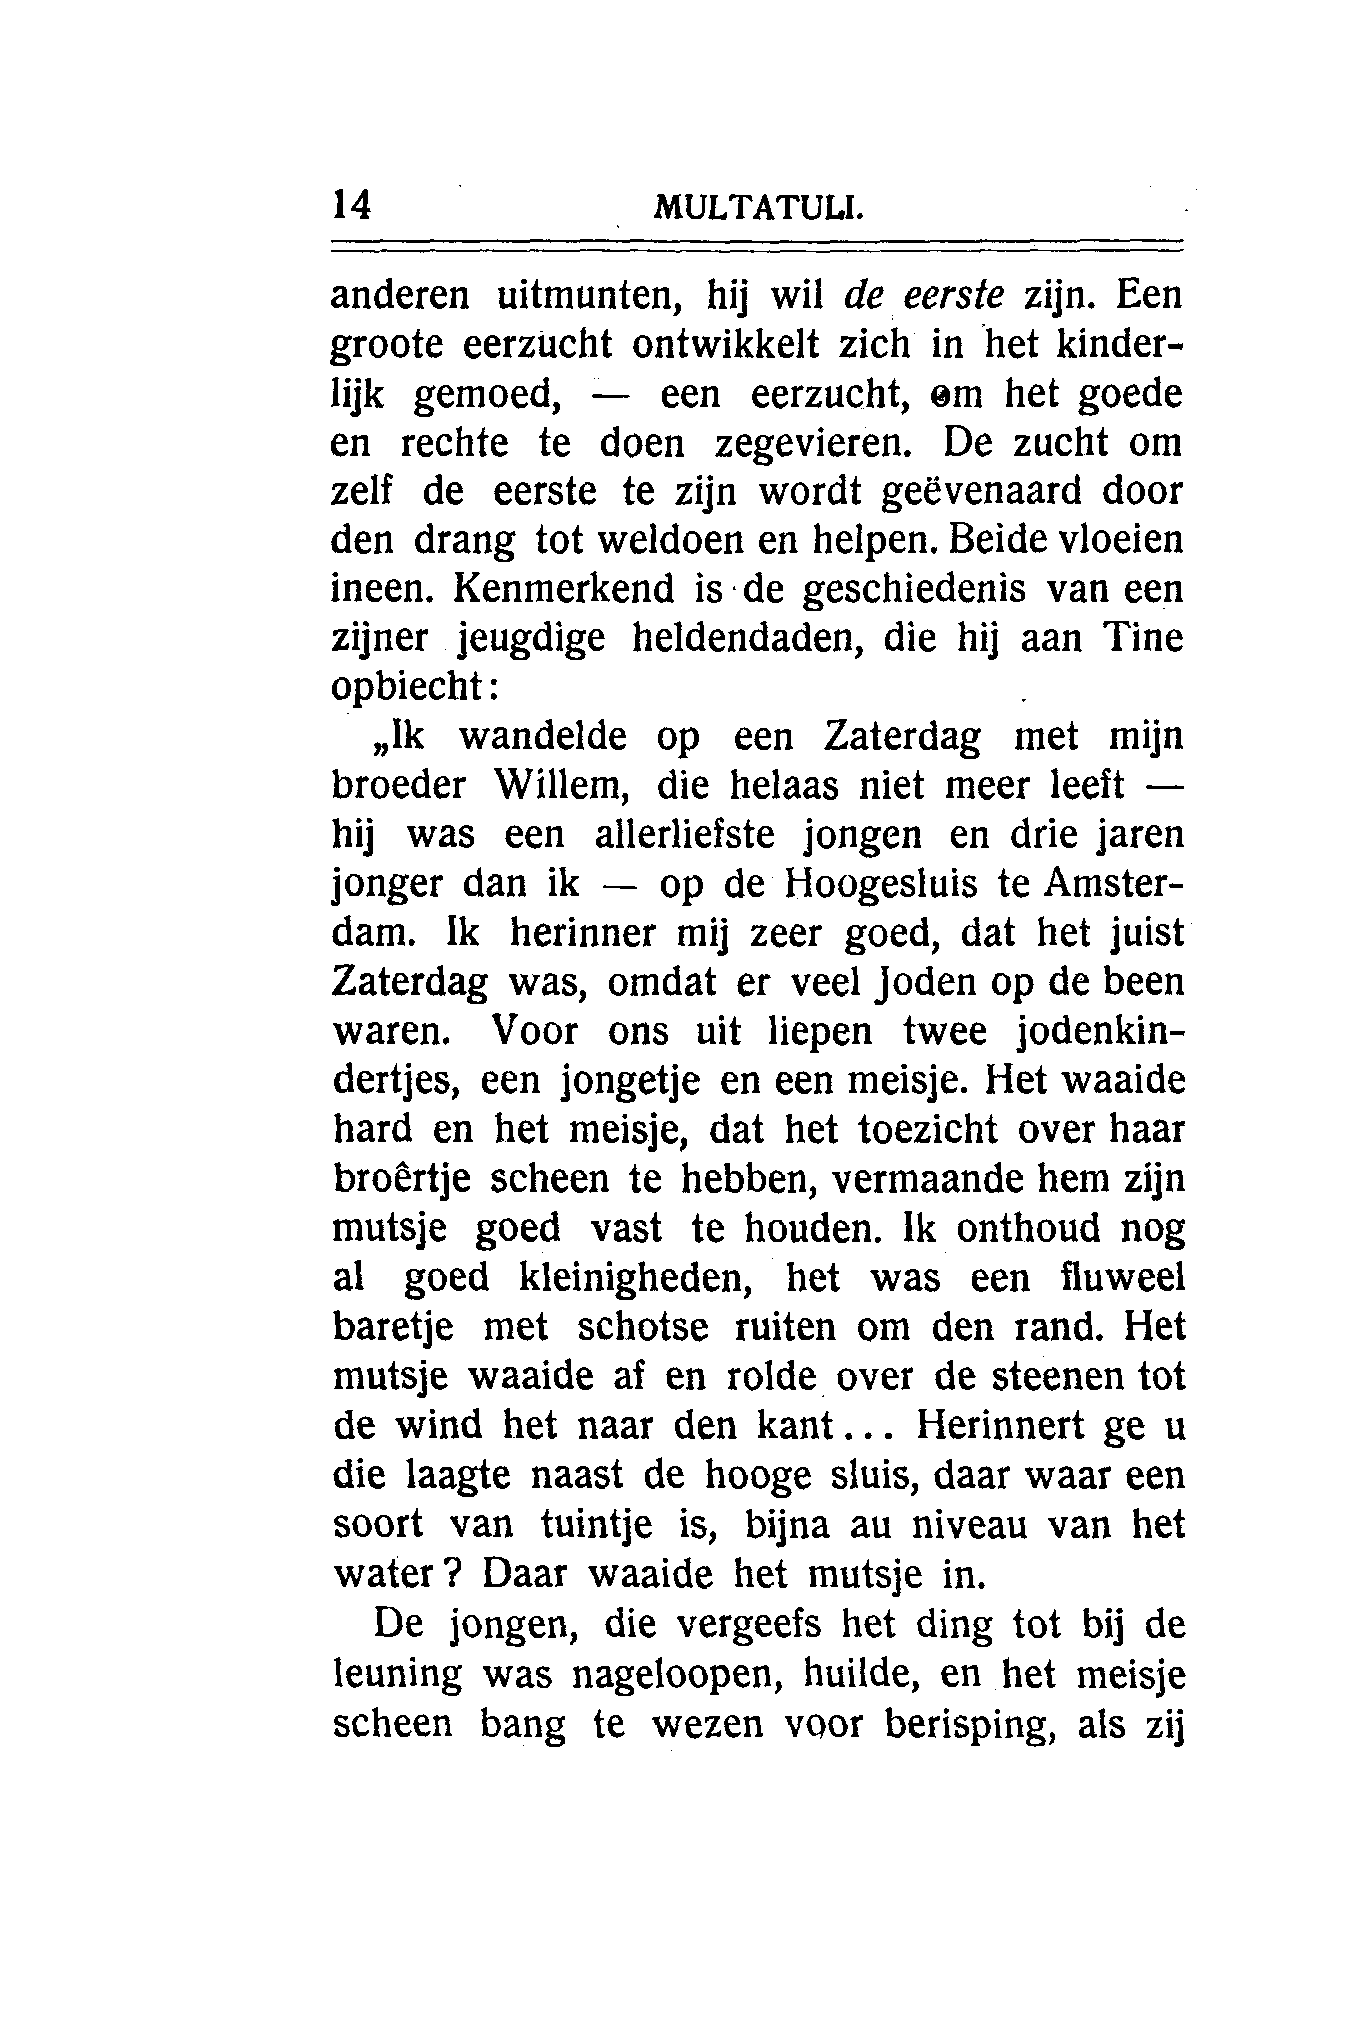 14 MULTATULI.
anderen uitmunten, hij wil de eerste zijn. Een
groote eerzucht ontwikkelt zich in het kinder-
lijk gemoed, — een eerzucht, om het goede
en rechte te doen zegevieren. De zucht om
zelf de eerste te zijn wordt geëvenaard door
den drang tot weldoen en helpen. Beide vloeien
ineen. Kenmerkend is de geschiedenis van een
zijner jeugdige heldendaden, die hij aan Tine
opbiecht:
„Ik wandelde op een Zaterdag met mijn
broeder Willem, die helaas niet meer leeft —
hij was een allerliefste jongen en drie jaren
jonger dan ik — op de Hoogesluis te Amster-
dam. Ik herinner mij zeer goed, dat het juist
Zaterdag was, omdat er veel Joden op de been
waren. Voor ons uit liepen twee jodenkin-
dertjes, een jongetje en een meisje. Het waaide
hard en het meisje, dat het toezicht over haar
broêrtje scheen te hebben, vermaande hem zijn
mutsje goed vast te houden. Ik onthoud nog
al goed kleinigheden, het was een fluweel
baretje met schotse ruiten om den rand. Het
mutsje waaide af en rolde over de steenen tot
de wind het naar den kant... Herinnert ge u
die laagte naast de hooge sluis, daar waar een
soort van tuintje is, bijna au niveau van het
water? Daar waaide het mutsje in.
De jongen, die vergeefs het ding tot bij de
leuning was nageloopen, huilde, en het meisje
scheen bang te wezen voor berisping, als zij